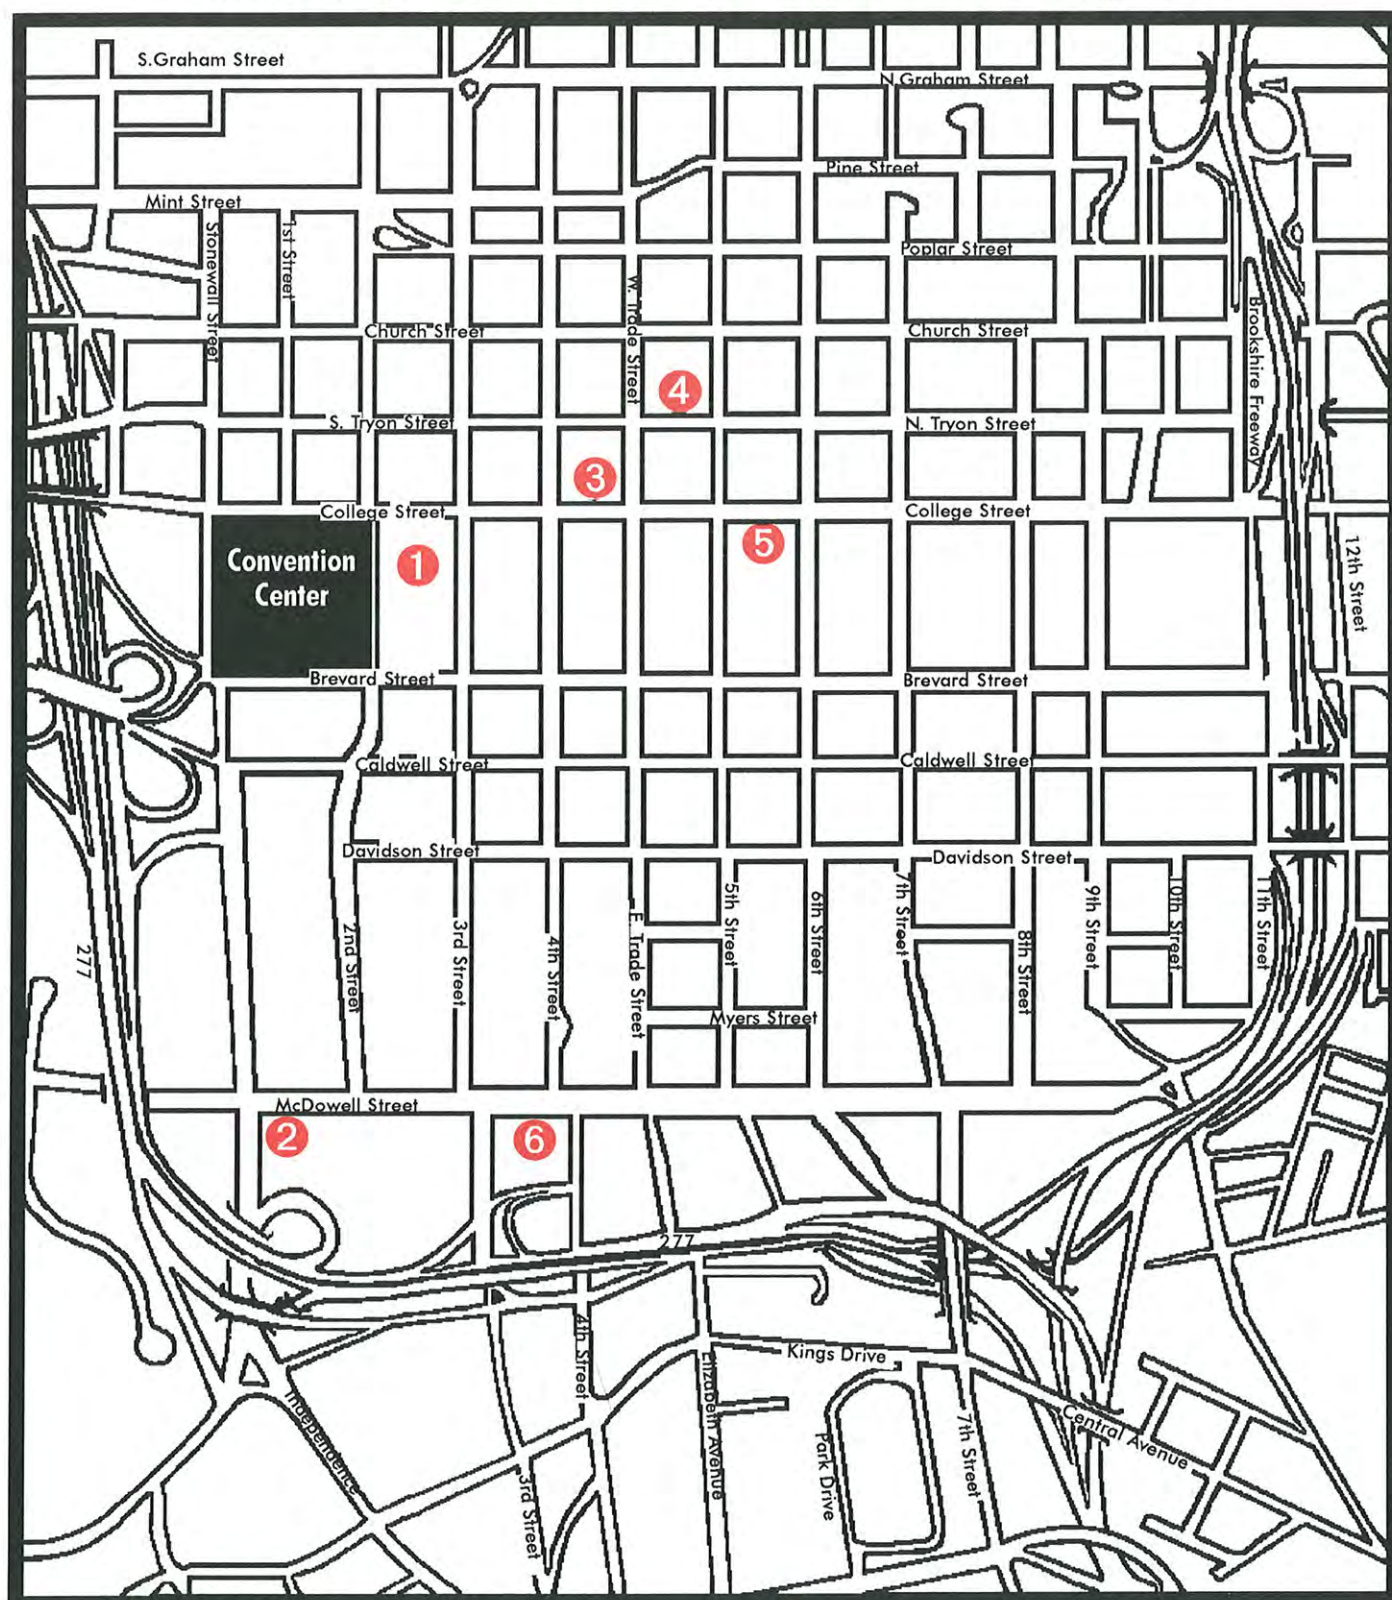 S.Graham Street
N.Graham Street
Pine Street
Mint Street
Stonewall Street
1st Street
Poplar Street
W. Trade Street
Brookshire Freeway
Church Street
Church Street
4
S. Tryon Street
N. Tryon Street
3
College Street
College Street
Convention
Center
1
5
12th Street
Brevard Street
Brevard Street
Caldwell Street
Caldwell Street
Davidson Street
Davidson Street
277
2nd Street
3rd Street
4th Street
E. Trade Street
5th Street
6th Street
7th Street
8th Street
9th Street
10th Street
11th Street
Myers Street
McDowell Street
2
6
277
4th Street
Kings Drive
Elizabeth Avenue
Independence
Park Drive
7th Street
Central Avenue
3rd Street